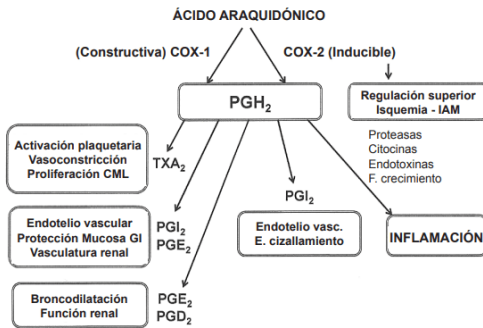 ÁCIDO ARAQUIDÓNICO
(Constructiva) COX-1
COX-2 (Inducible)
PGH₂
Regulación superior
Isquemia - IAM
Proteasas
Citocinas
Endotoxinas
F. crecimiento
Activación plaquetaria
Vasoconstricción
Proliferación CML
TXA₂
PGI₂
Endotelio vascular
Protección Mucosa GI
Vasculatura renal
PGI₂
PGE₂
Endotelio vasc.
E. cizallamiento
INFLAMACIÓN
Broncodilatación
Función renal
PGE₂
PGD₂